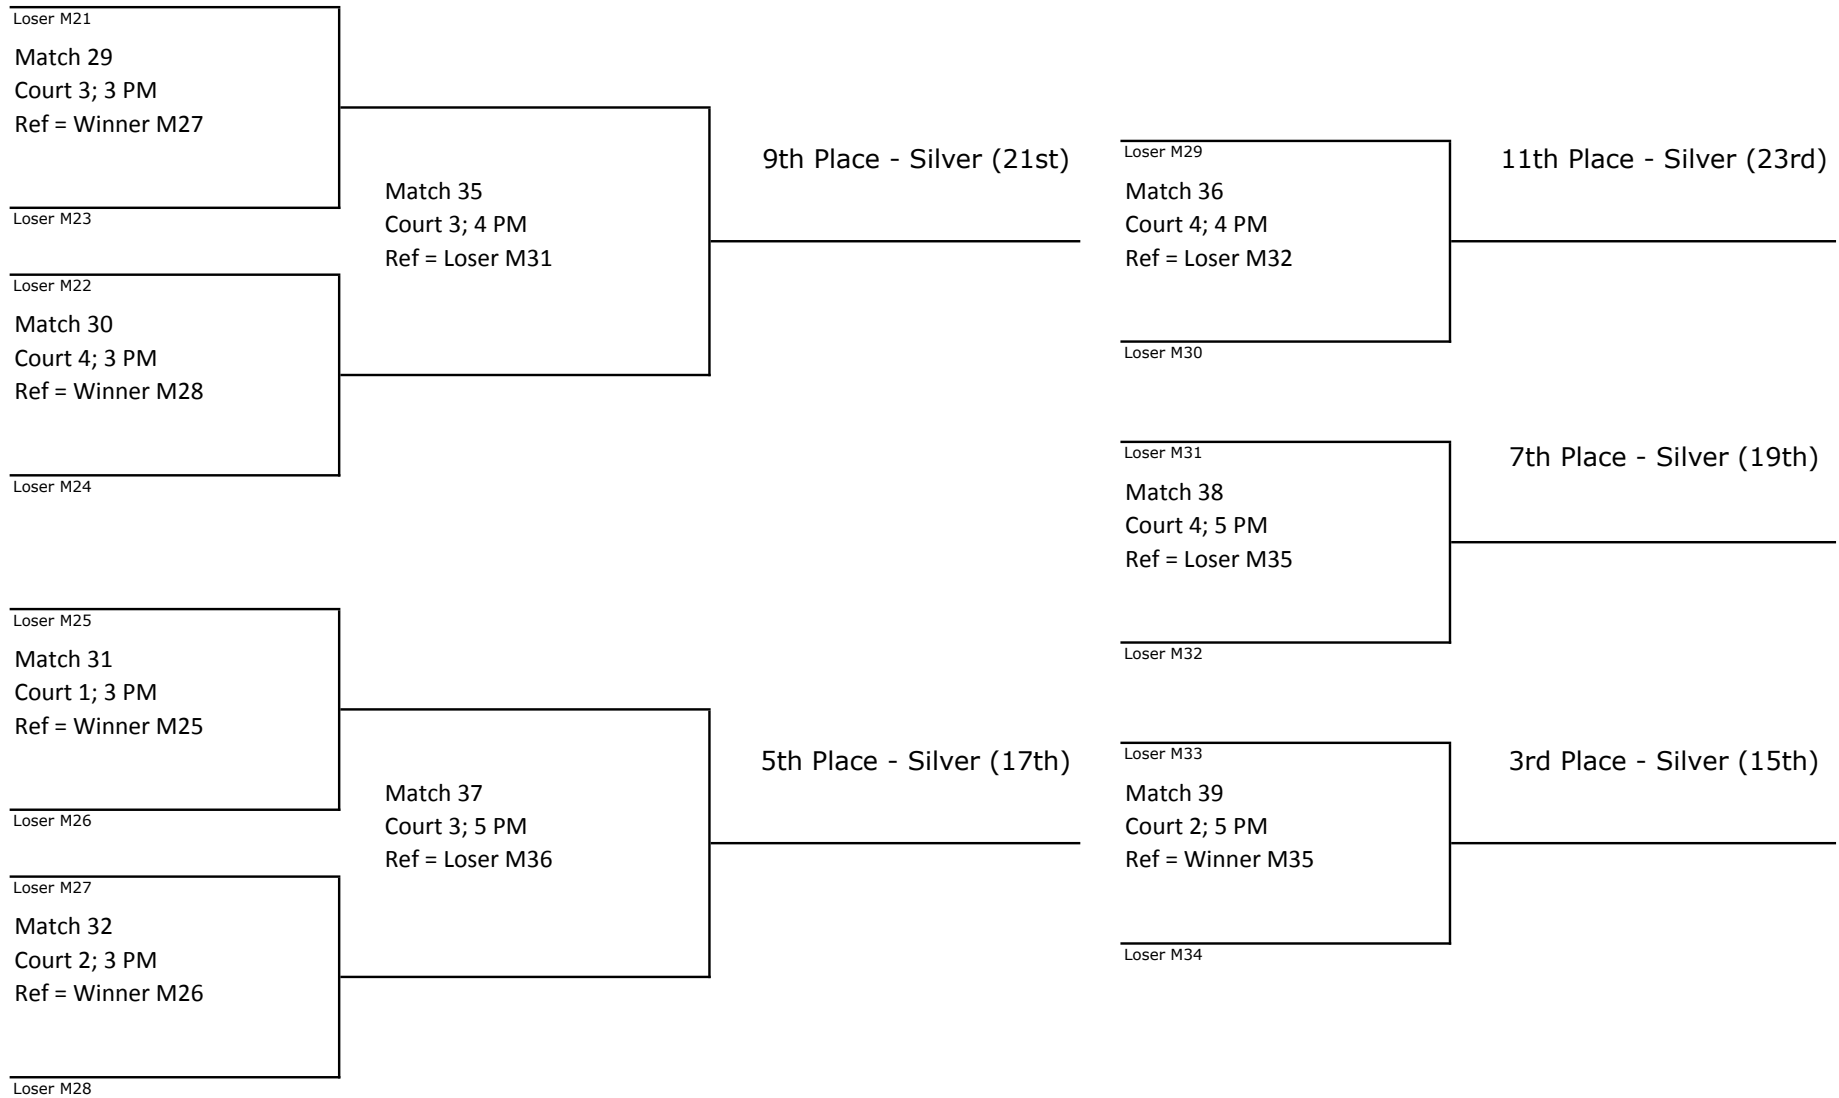 Loser M21
Match 29
Court 3; 3 PM
Ref = Winner M27
Loser M23
Loser M22
Match 30
Court 4; 3 PM
Ref = Winner M28
Loser M24
Match 35
Court 3; 4 PM
Ref = Loser M31
9th Place - Silver (21st)
Loser M29
Match 36
Court 4; 4 PM
Ref = Loser M32
Loser M30
11th Place - Silver (23rd)
Loser M31
Match 38
Court 4; 5 PM
Ref = Loser M35
Loser M32
7th Place - Silver (19th)
Loser M25
Match 31
Court 1; 3 PM
Ref = Winner M25
Loser M26
Loser M27
Match 32
Court 2; 3 PM
Ref = Winner M26
Loser M28
Match 37
Court 3; 5 PM
Ref = Loser M36
5th Place - Silver (17th)
Loser M33
Match 39
Court 2; 5 PM
Ref = Winner M35
Loser M34
3rd Place - Silver (15th)